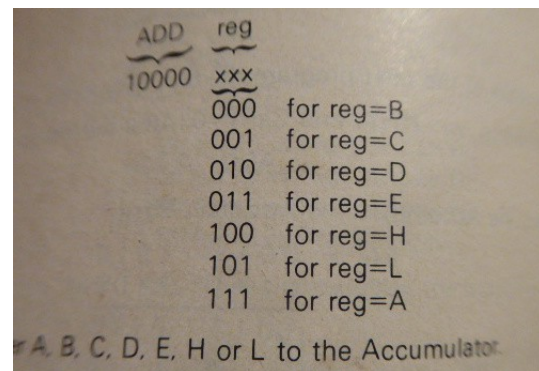 ADD reg
10000 xxx
000 for reg=B
001 for reg=C
010 for reg=D
011 for reg=E
100 for reg=H
101 for reg=L
111 for reg=A
A, B, C, D, E, H or L to the Accumulator.